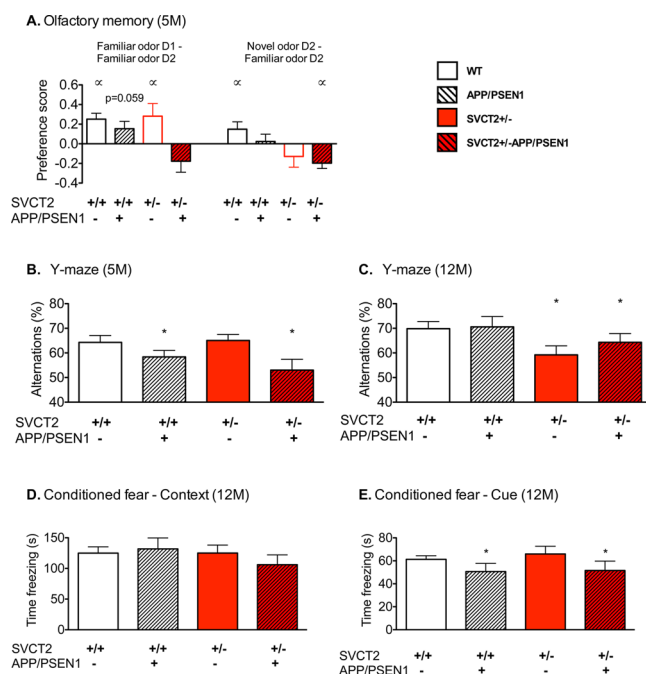 A. Olfactory memory (5M)
Familiar odor D1 -
Familiar odor D2
Novel odor D2 -
Familiar odor D2
∝ ∝ ∝ ∝
p=0.059
Preference score
0.6
0.4
0.2
0.0
-0.2
-0.4
SVCT2 +/+ +/+ +/- +/- +/+ +/+ +/- +/-
APP/PSEN1 - + - + - + - +
WT
APP/PSEN1
SVCT2+/-
SVCT2+/-APP/PSEN1
B. Y-maze (5M)
* *
Alternations (%)
80
70
60
50
40
SVCT2 +/+ +/+ +/- +/-
APP/PSEN1 - + - +
C. Y-maze (12M)
* *
Alternations (%)
80
70
60
50
40
SVCT2 +/+ +/+ +/- +/-
APP/PSEN1 - + - +
D. Conditioned fear - Context (12M)
Time freezing (s)
150
125
100
50
0
SVCT2 +/+ +/+ +/- +/-
APP/PSEN1 - + - +
E. Conditioned fear - Cue (12M)
* *
Time freezing (s)
80
60
40
20
0
SVCT2 +/+ +/+ +/- +/-
APP/PSEN1 - + - +